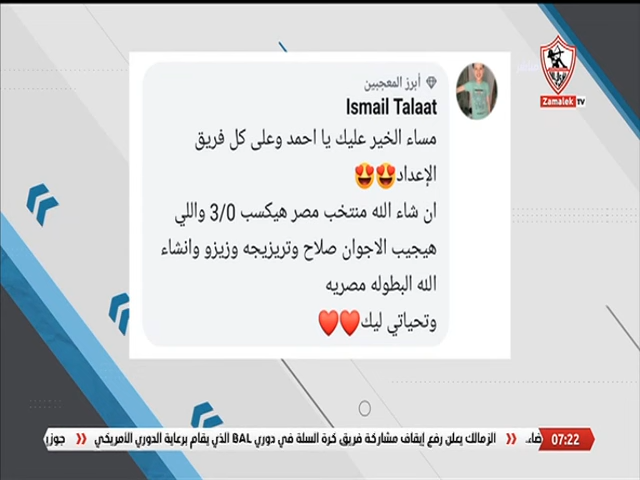 أبرز المعجبين
Ismail Talaat
مساء الخير عليك يا احمد وعلى كل فريق
الإعداد😍😍
ان شاء الله منتخب مصر هيكسب 3/0 واللي
هيجيب الاجوان صلاح وتريزيجه وزيزو وانشاء
الله البطوله مصريه
وتحياتي ليك❤️❤️
Zamalek TV
07:22
ضاء. » الزمالك يعلن رفع إيقاف مشاركة فريق كرة السلة في دوري BAL الذي يقام برعاية الدوري الأمريكي » جوزي